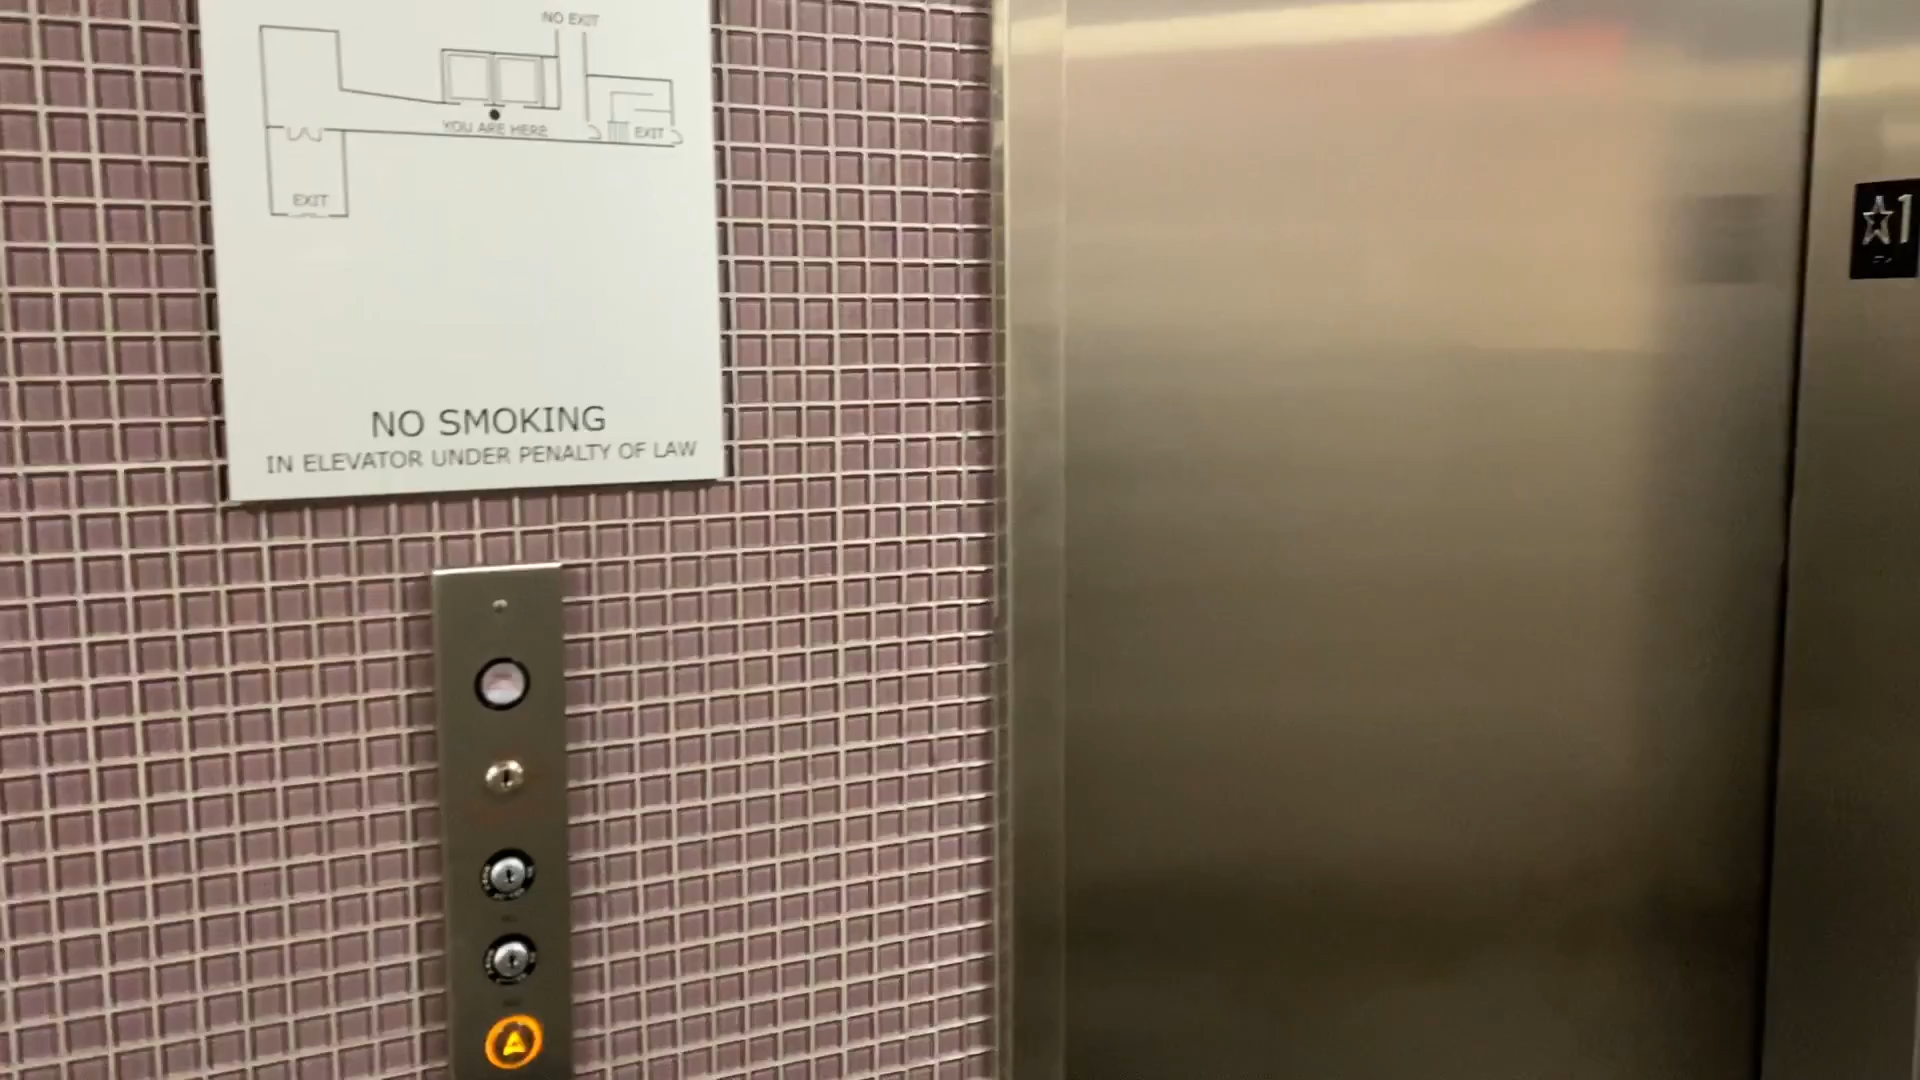 NO EXIT
YOU ARE HERE
EXIT
EXIT
NO SMOKING
IN ELEVATOR UNDER PENALTY OF LAW
☆1